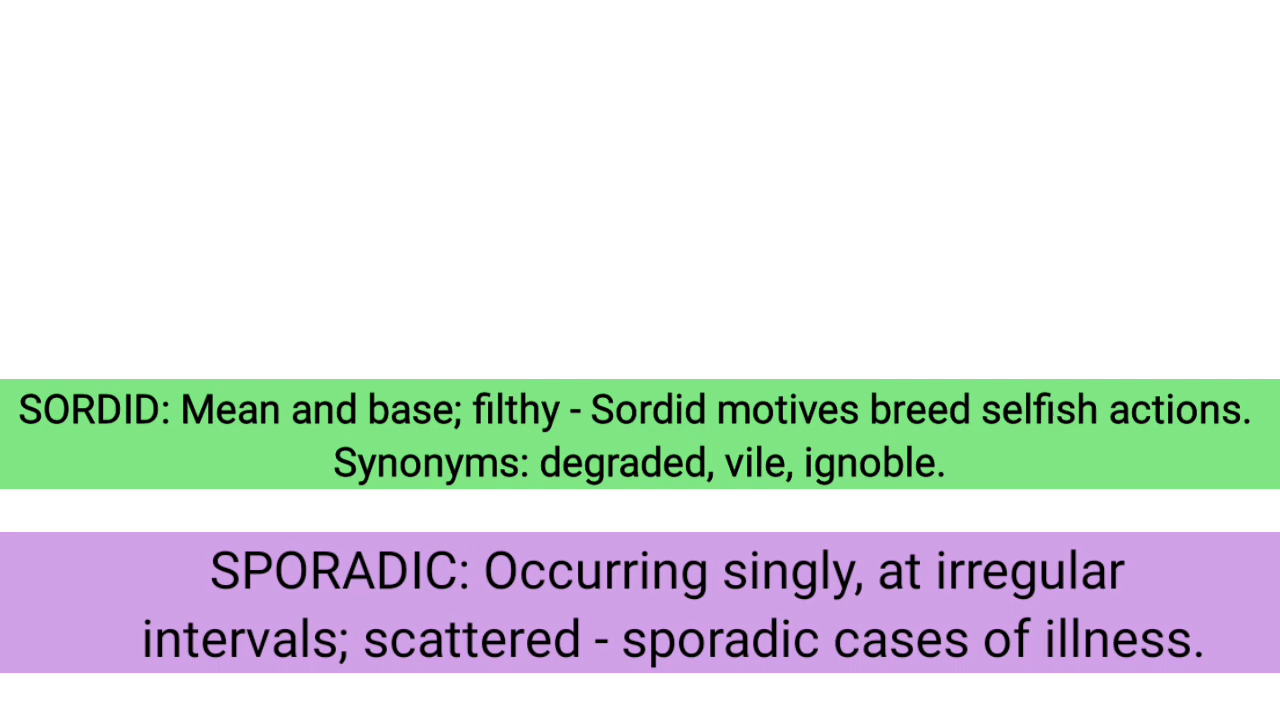 SORDID: Mean and base; filthy - Sordid motives breed selfish actions.
Synonyms: degraded, vile, ignoble.
SPORADIC: Occurring singly, at irregular
intervals; scattered - sporadic cases of illness.